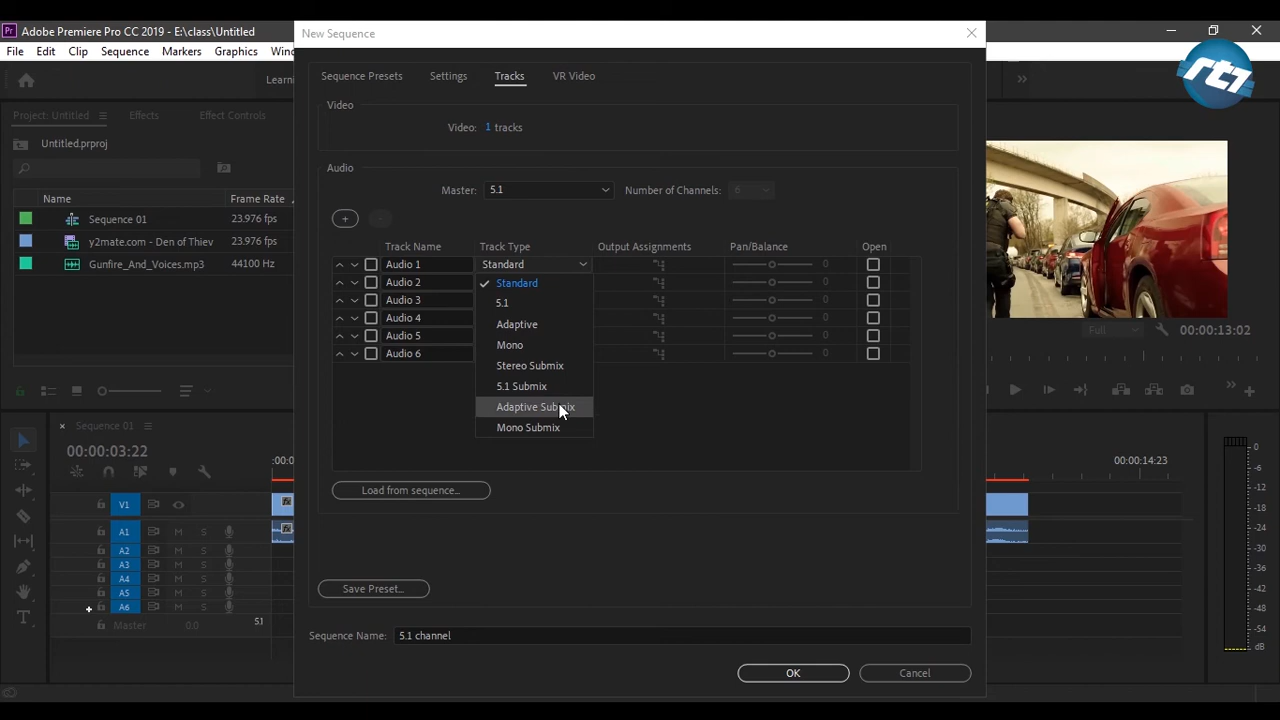 Pr Adobe Premiere Pro CC 2019 - E:\class\Untitled
File Edit Clip Sequence Markers Graphics
Learni
rt1
New Sequence
Sequence Presets Settings Tracks VR Video
Video
Video: 1 tracks
Audio
Master: 5.1 Number of Channels: 6
+ -
Track Name Track Type Output Assignments Pan/Balance Open
Audio 1 Standard 0
Audio 2 0
Audio 3 0
Audio 4 0
Audio 5 0
Audio 6 0
Standard
5.1
Adaptive
Mono
Stereo Submix
5.1 Submix
Adaptive Submix
Mono Submix
Load from sequence...
Save Preset...
Sequence Name: 5.1 channel
OK Cancel
Project: Untitled Effects Effect Controls
Untitled.prproj
Name Frame Rate
Sequence 01 23.976 fps
y2mate.com - Den of Thiev 23.976 fps
Gunfire_And_Voices.mp3 44100 Hz
Full 00:00:13:02
Sequence 01
00:00:03:22
:00:0 00:00:14:23
V1
A1 M S
A2 M S
A3 M S
A4 M S
A5 M S
A6 M S
Master 0.0 5.1
0
-6
-12
-18
-24
-30
-36
-42
-48
-54
dB